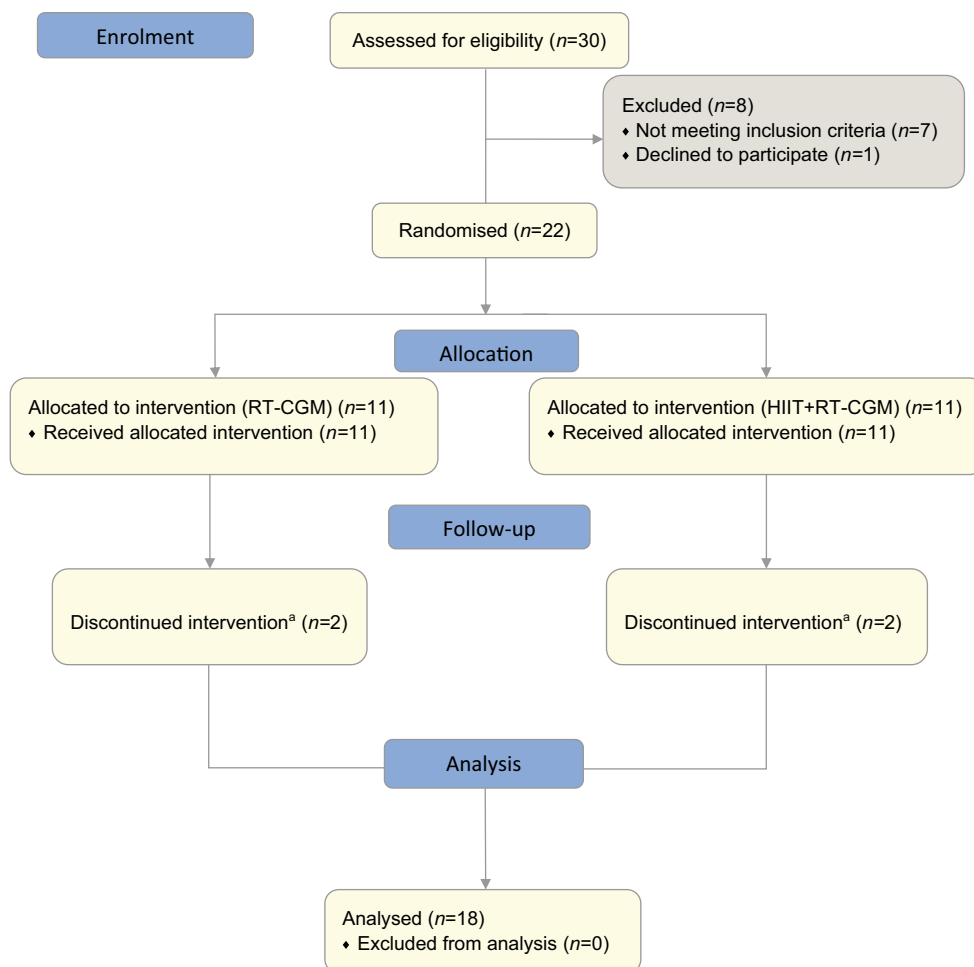 Enrolment
Assessed for eligibility (n=30)
Excluded (n=8)
♦ Not meeting inclusion criteria (n=7)
♦ Declined to participate (n=1)
Randomised (n=22)
Allocation
Allocated to intervention (RT-CGM) (n=11)
♦ Received allocated intervention (n=11)
Allocated to intervention (HIIT+RT-CGM) (n=11)
♦ Received allocated intervention (n=11)
Follow-up
Discontinued interventionᵃ (n=2)
Discontinued interventionᵃ (n=2)
Analysis
Analysed (n=18)
♦ Excluded from analysis (n=0)